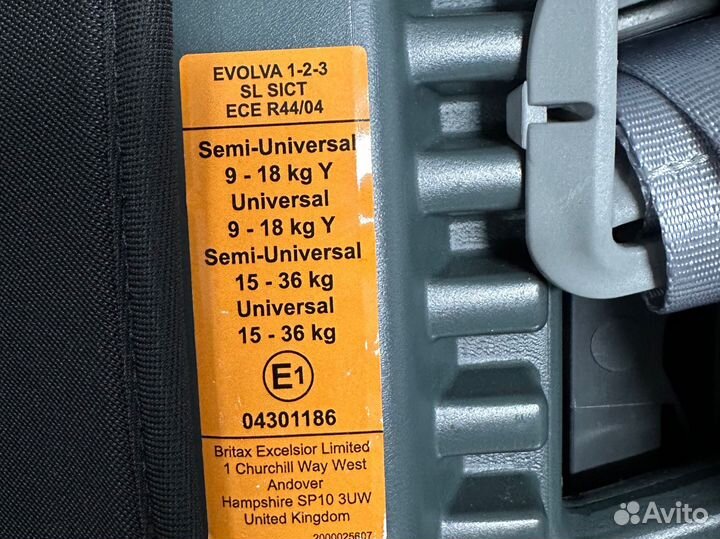 EVOLVA 1-2-3
SL SICT
ECE R44/04
Semi-Universal
9 - 18 kg Y
Universal
9 - 18 kg Y
Semi-Universal
15 - 36 kg
Universal
15 - 36 kg
E1
04301186
Britax Excelsior Limited
1 Churchill Way West
Andover
Hampshire SP10 3UW
United Kingdom
2000025607
Avito